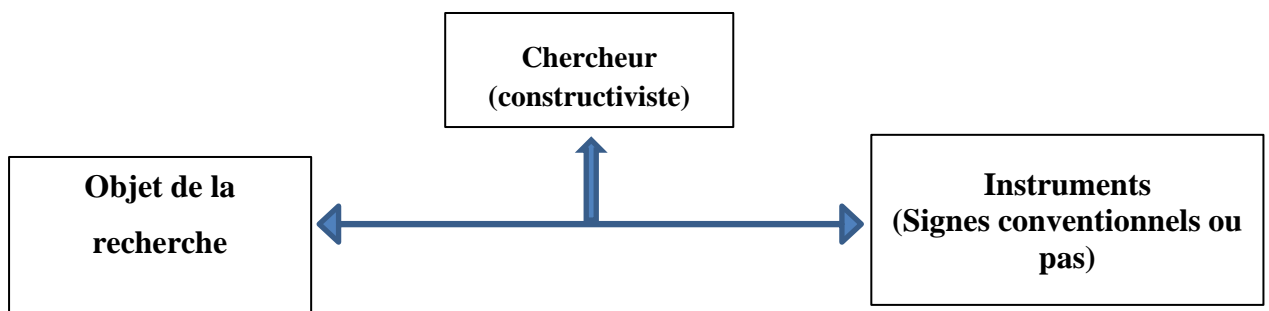 Chercheur
(constructiviste)
Objet de la
recherche
Instruments
(Signes conventionnels ou
pas)